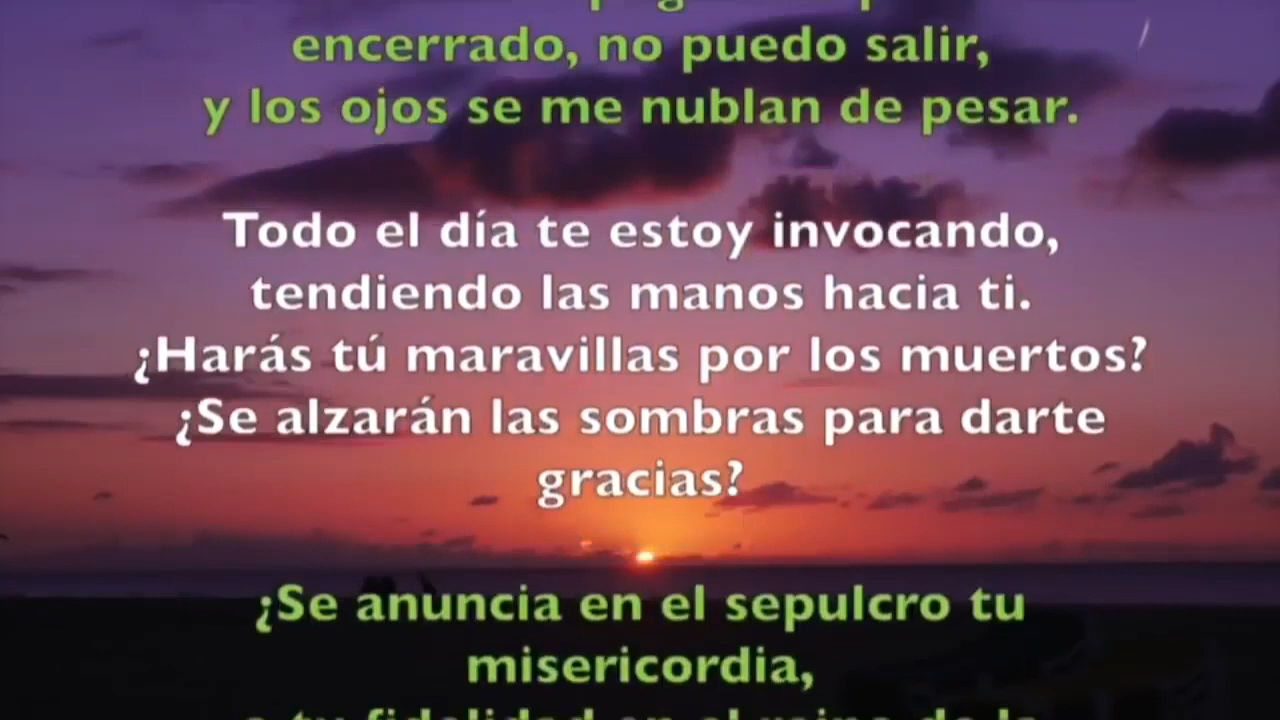 encerrado, no puedo salir,
y los ojos se me nublan de pesar.
Todo el día te estoy invocando,
tendiendo las manos hacia ti.
¿Harás tú maravillas por los muertos?
¿Se alzarán las sombras para darte
gracias?
¿Se anuncia en el sepulcro tu
misericordia,